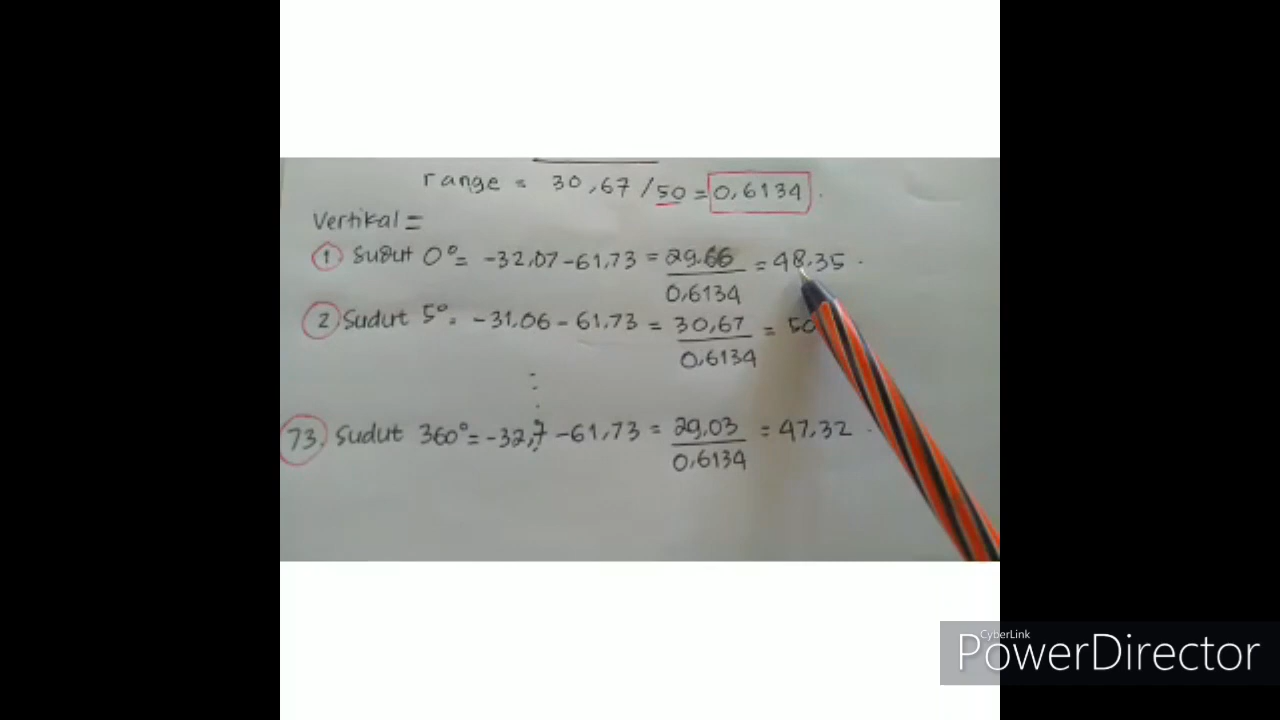 range = 30,67 / 50 = 0,6134.
Vertikal =
1 Sudut 0° = -32,07 - 61,73 = 29.66 = 48.35.
0,6134
2 Sudut 5° = -31,06 - 61,73 = 30,67 = 50
0,6134
73. Sudut 360° = -32,7 - 61,73 = 29,03 = 47,32.
0,6134
CyberLink
PowerDirector